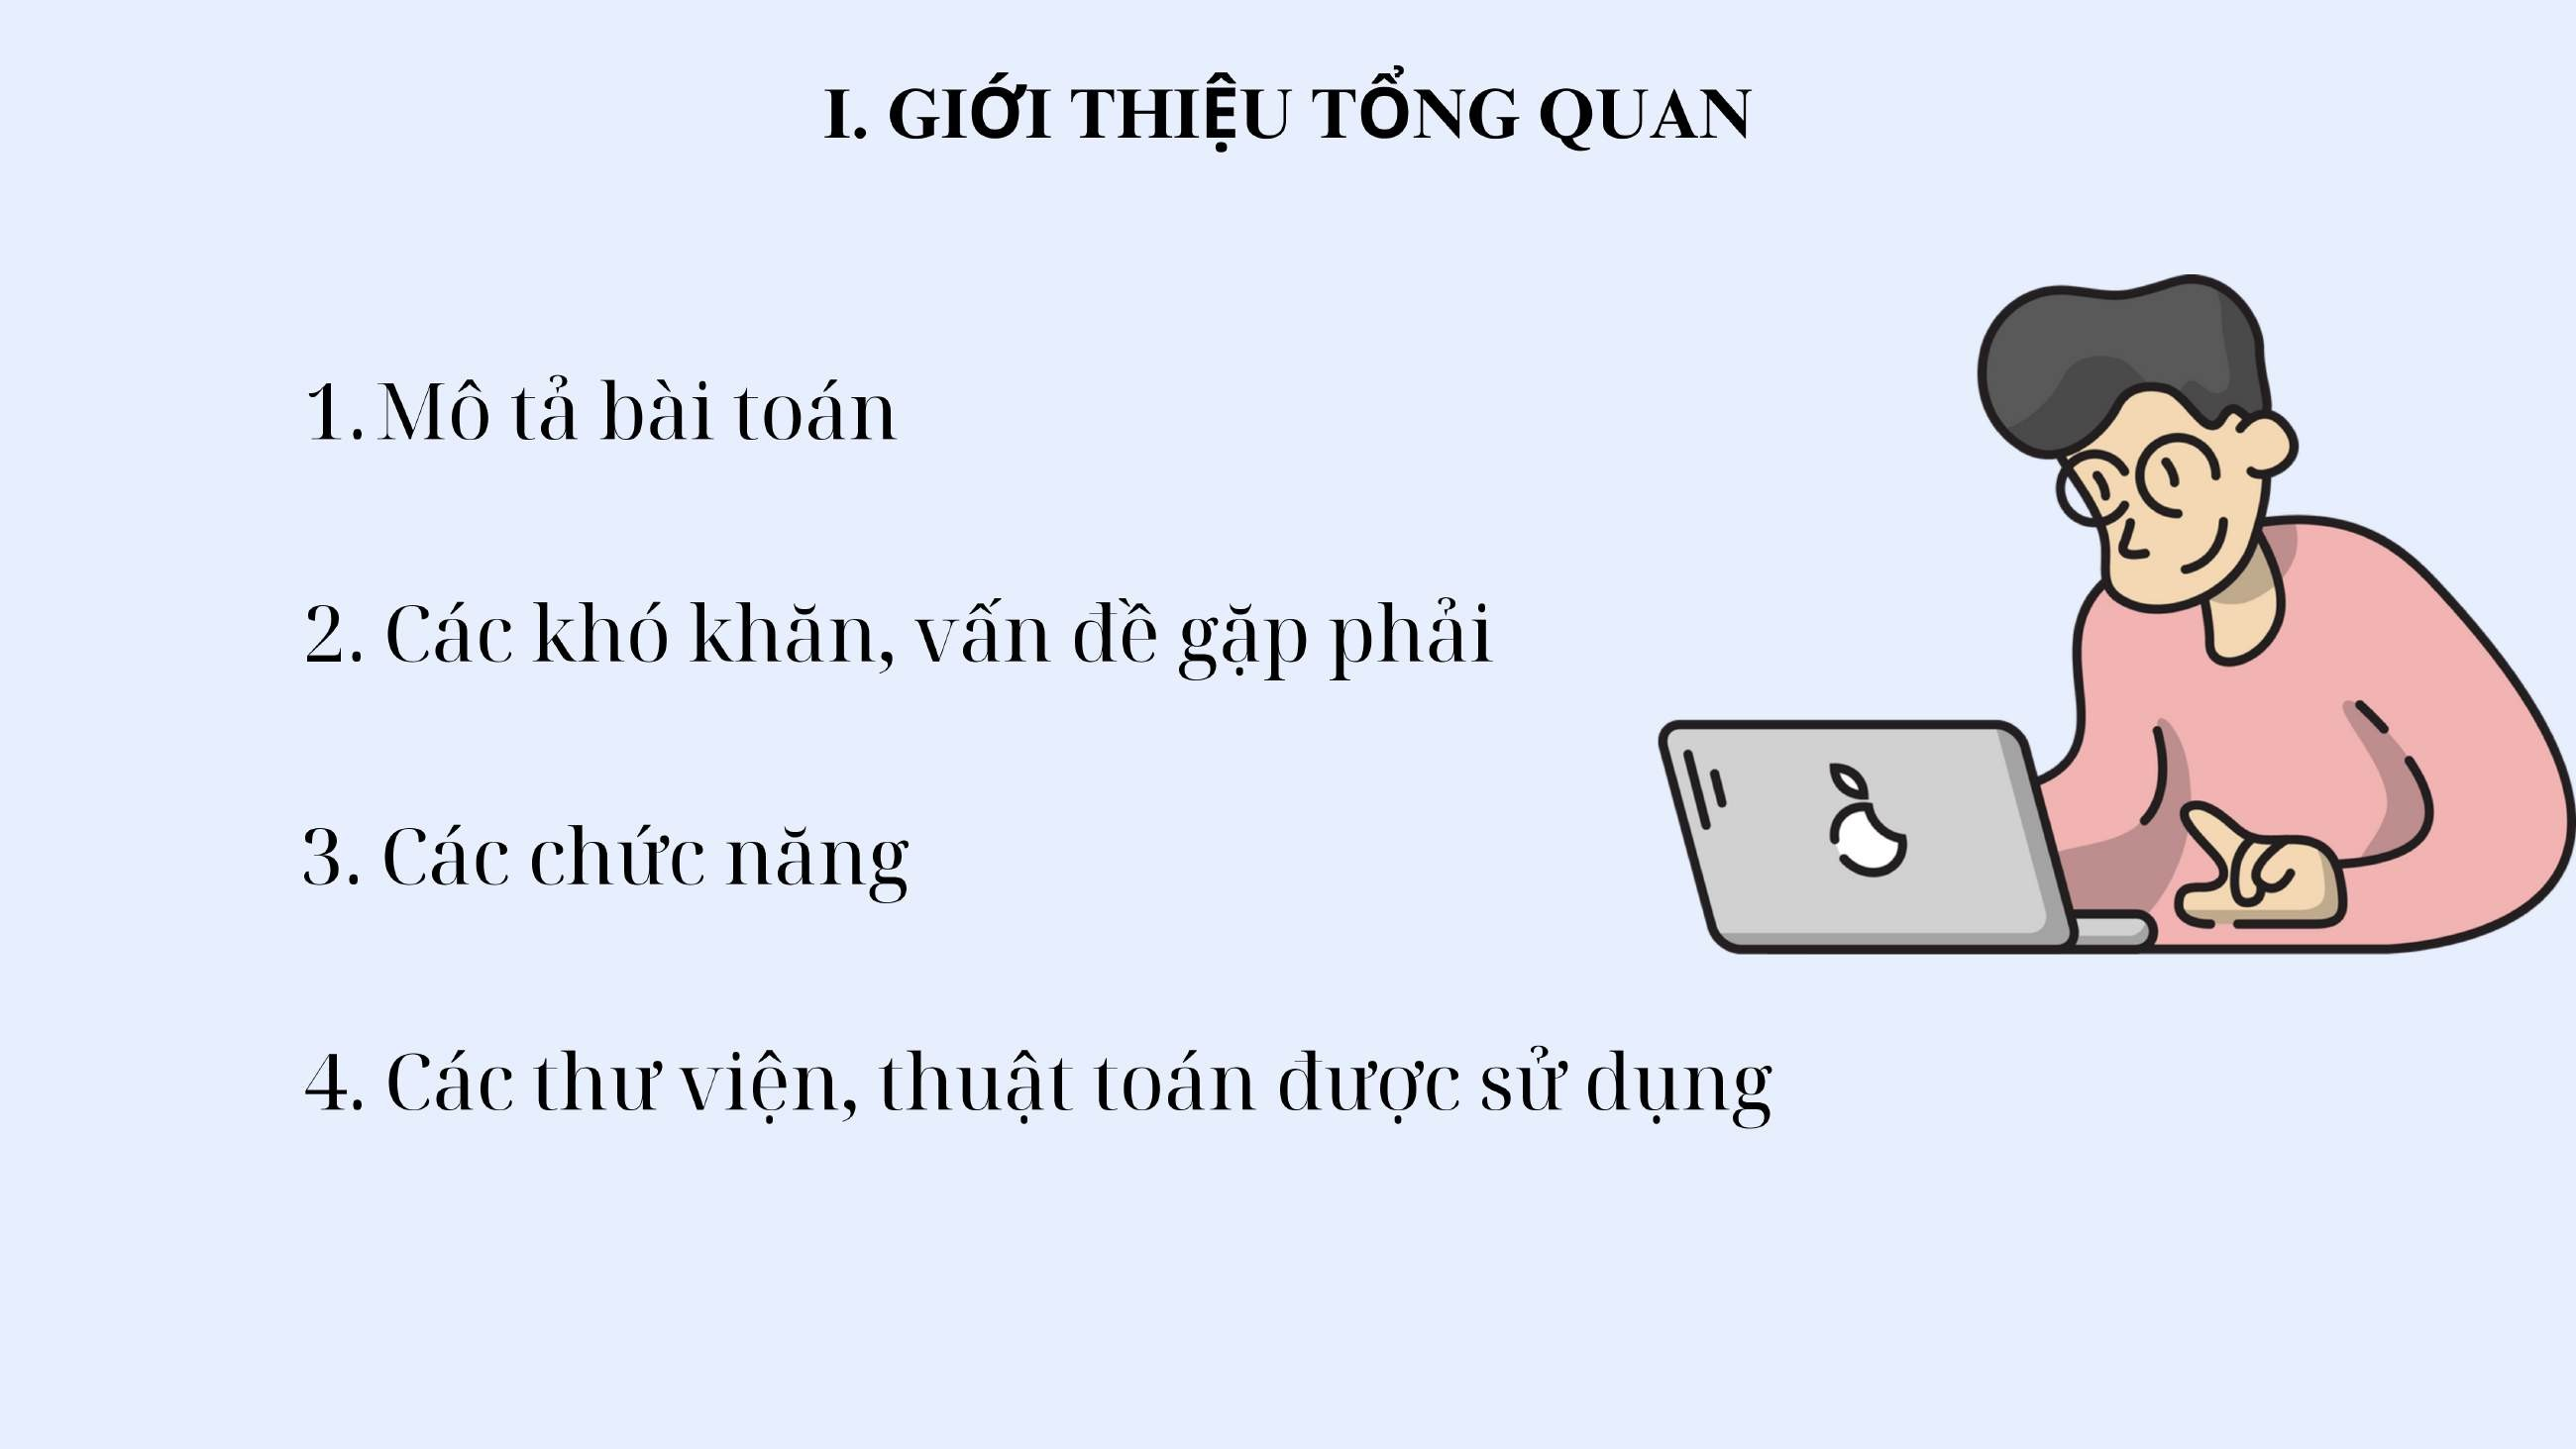 I. GIỚI THIỆU TỔNG QUAN
1. Mô tả bài toán
2. Các khó khăn, vấn đề gặp phải
3. Các chức năng
4. Các thư viện, thuật toán được sử dụng